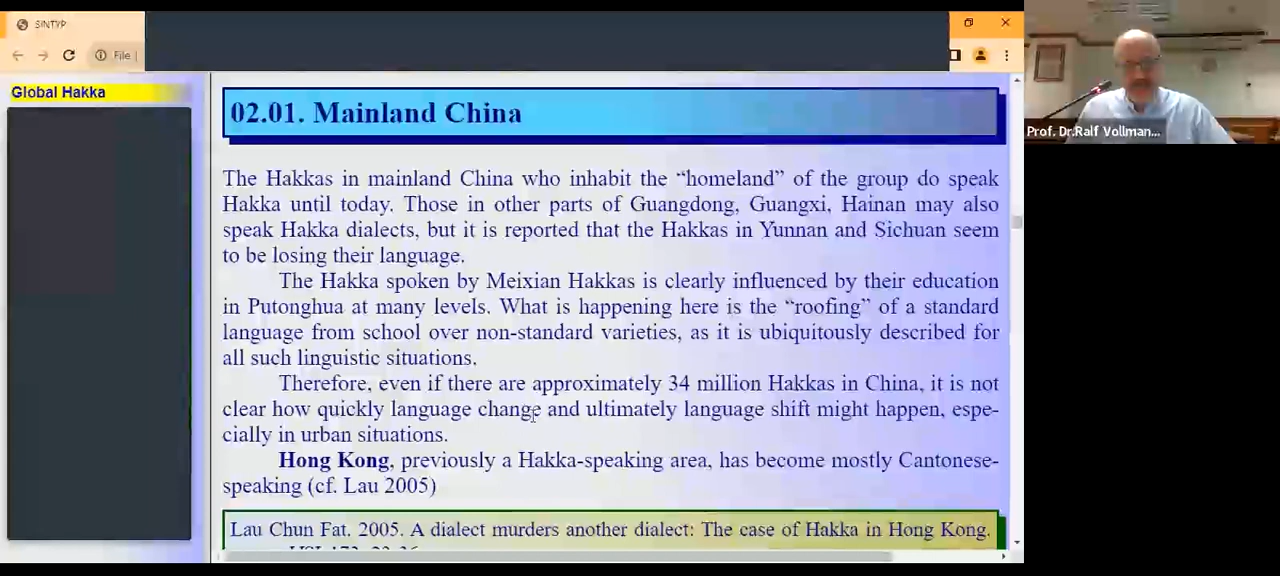 SINTYP
File
Global Hakka
02.01. Mainland China
Prof. Dr.Ralf Vollman...
The Hakkas in mainland China who inhabit the “homeland” of the group do speak
Hakka until today. Those in other parts of Guangdong, Guangxi, Hainan may also
speak Hakka dialects, but it is reported that the Hakkas in Yunnan and Sichuan seem
to be losing their language.
The Hakka spoken by Meixian Hakkas is clearly influenced by their education
in Putonghua at many levels. What is happening here is the “roofing” of a standard
language from school over non-standard varieties, as it is ubiquitously described for
all such linguistic situations.
Therefore, even if there are approximately 34 million Hakkas in China, it is not
clear how quickly language change and ultimately language shift might happen, espe-
cially in urban situations.
Hong Kong, previously a Hakka-speaking area, has become mostly Cantonese-
speaking (cf. Lau 2005)
Lau Chun Fat. 2005. A dialect murders another dialect: The case of Hakka in Hong Kong.